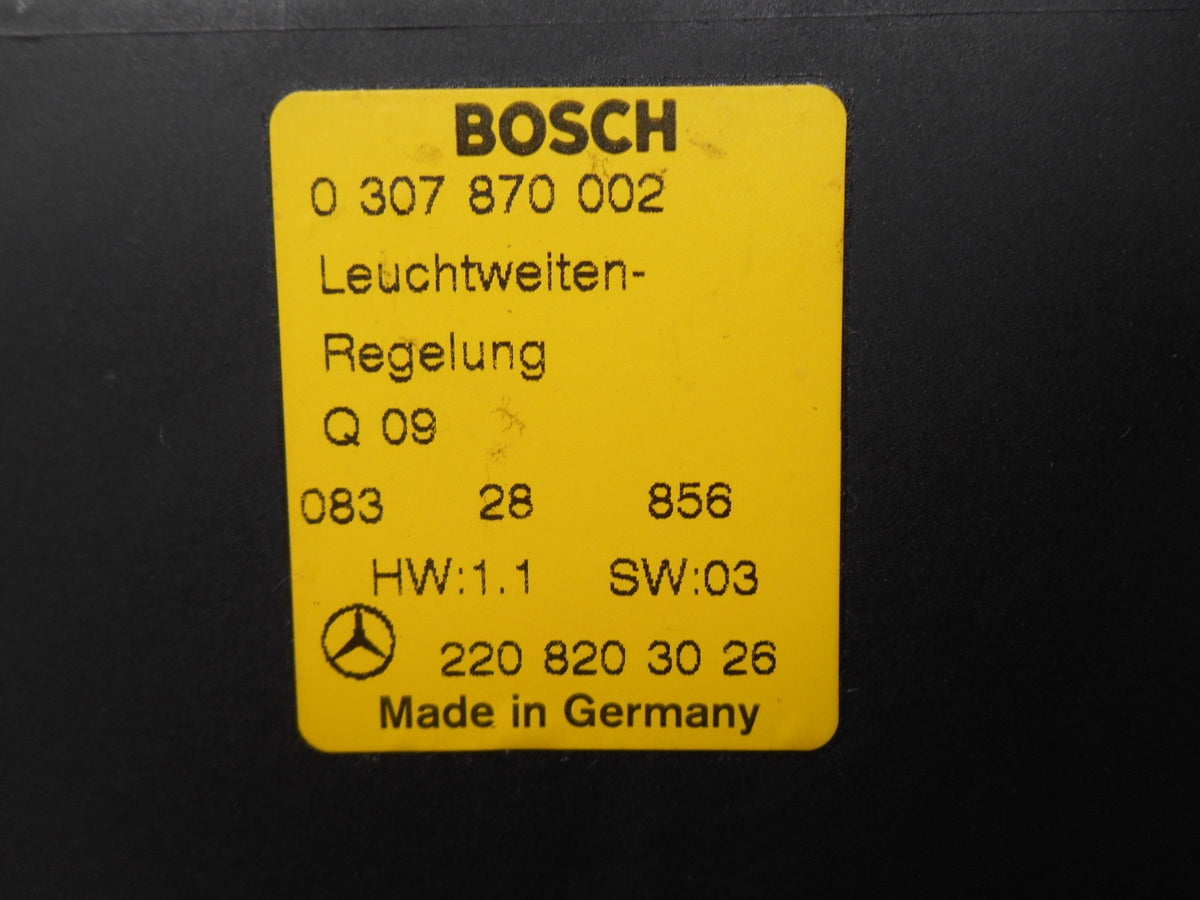 BOSCH
0 307 870 002
Leuchtweiten-
Regelung
Q 09
083 28 856
HW:1.1 SW:03
220 820 30 26
Made in Germany